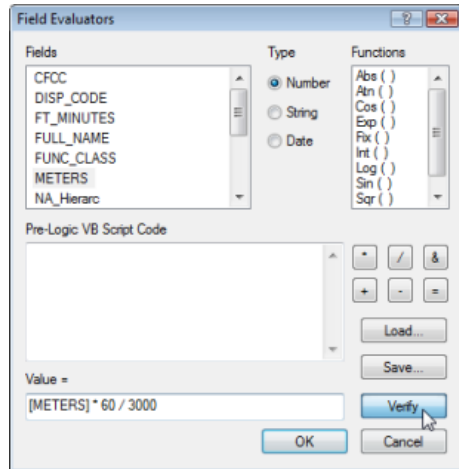 Field Evaluators
Fields
Type
Functions
CFCC
DISP_CODE
FT_MINUTES
FULL_NAME
FUNC_CLASS
METERS
NA_Hierarc
Number
String
Date
Abs ( )
Atn ( )
Cos ( )
Exp ( )
Fix ( )
Int ( )
Log ( )
Sin ( )
Sqr ( )
Pre-Logic VB Script Code
* / &
+ - =
Load...
Save...
Value =
[METERS] * 60 / 3000
Verify
OK
Cancel